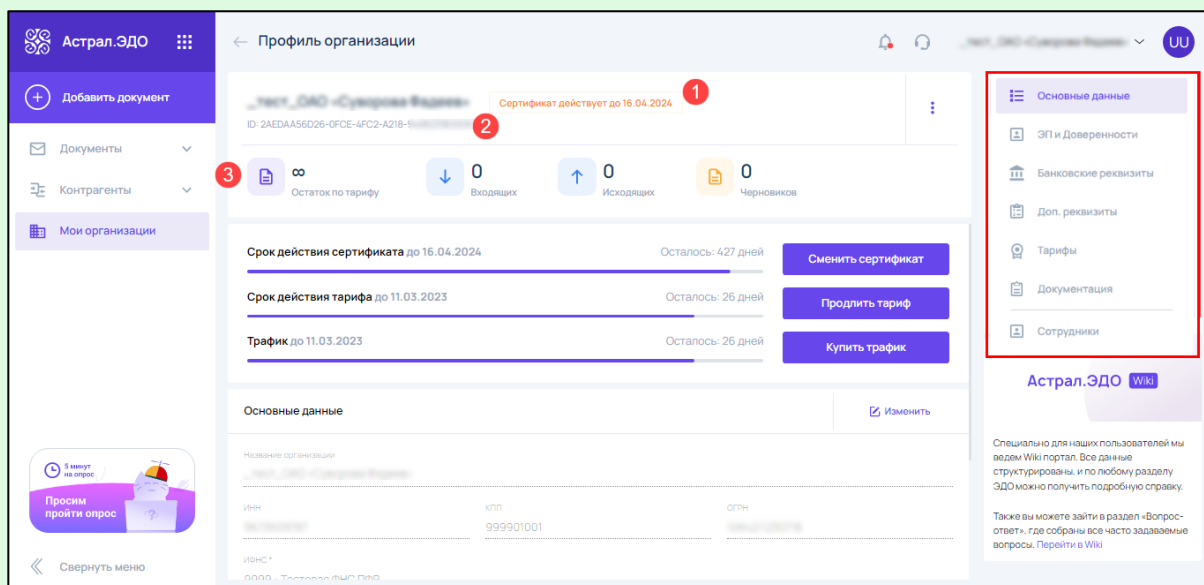 Астрал.ЭДО
Добавить документ
Документы
Контрагенты
Мои организации
5 минут
на опрос
Просим
пройти опрос
Свернуть меню
Профиль организации
UU
Сертификат действует до 16.04.2024
1
ID: 2AEDAA56D26-0FCE-4FC2-A218-
2
3
∞
Остаток по тарифу
0
Входящих
0
Исходящих
0
Черновиков
Срок действия сертификата до 16.04.2024
Осталось: 427 дней
Сменить сертификат
Срок действия тарифа до 11.03.2023
Осталось: 26 дней
Продлить тариф
Трафик до 11.03.2023
Осталось: 26 дней
Купить трафик
Основные данные
Изменить
Название организации
ИНН
КПП
999901001
ОГРН
ИФНС*
9999 - Тестовая ФНС ПФР
Основные данные
ЭП и Доверенности
Банковские реквизиты
Доп. реквизиты
Тарифы
Документация
Сотрудники
Астрал.ЭДО Wiki
Специально для наших пользователей мы
ведем Wiki портал. Все данные
структурированы, и по любому разделу
ЭДО можно получить подробную справку.
Также вы можете зайти в раздел «Вопрос-
ответ», где собраны все часто задаваемые
вопросы. Перейти в Wiki